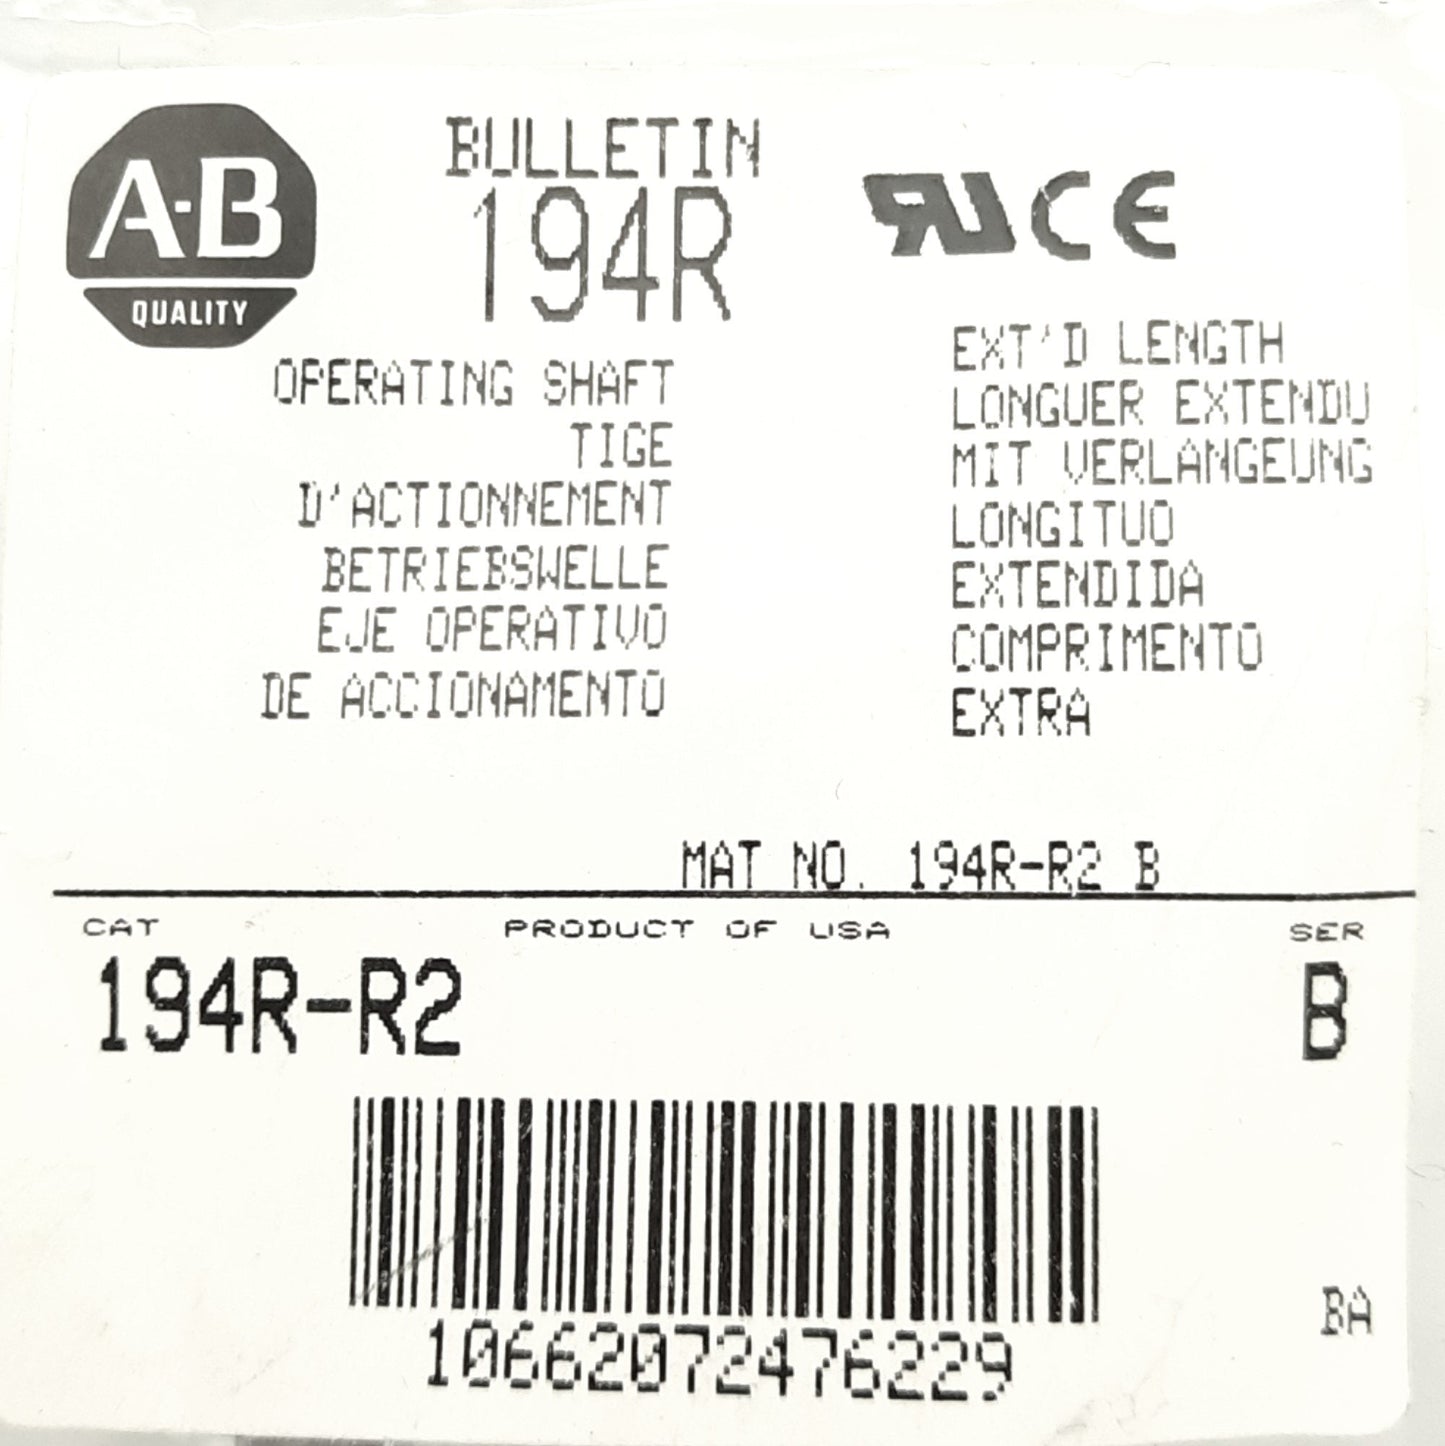 A-B
QUALITY
BULLETIN
194R
RU CE
OPERATING SHAFT
TIGE
D'ACTIONNEMENT
BETRIEBSWELLE
EJE OPERATIVO
DE ACCIONAMENTO
EXT'D LENGTH
LONGUER EXTENDU
MIT VERLANGEUNG
LONGITUO
EXTENDIDA
COMPRIMENTO
EXTRA
MAT NO. 194R-R2 B
CAT PRODUCT OF USA SER
194R-R2 B
10662072476229
BA